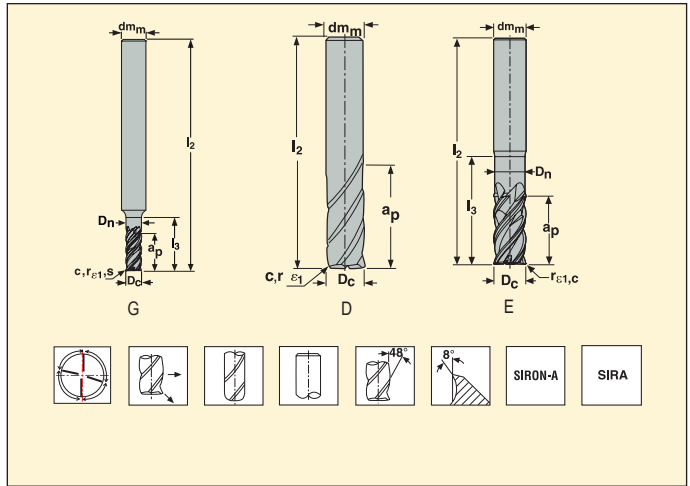 dmm
dmm
dmm
l2
l2
l2
Dn
Dn
l3
l3
ap
ap
ap
c,rε1,s
c,r ε1
rε1,c
Dc
Dc
Dc
G
D
E
48°
8°
SIRON-A
SIRA